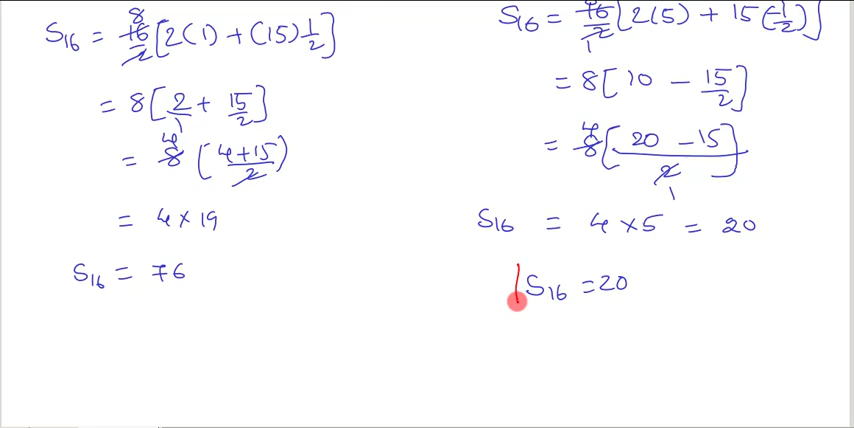 S16 = 16/2 [2(1) + (15) 1/2]
= 8[2/1 + 15/2]
= 8 (4+15/2)
= 4 × 19
S16 = 76
S16 = 16/2 [2(5) + 15(-1/2)]
= 8[10 - 15/2]
= 8[20 - 15/2]
S16 = 4 × 5 = 20
S16 = 20